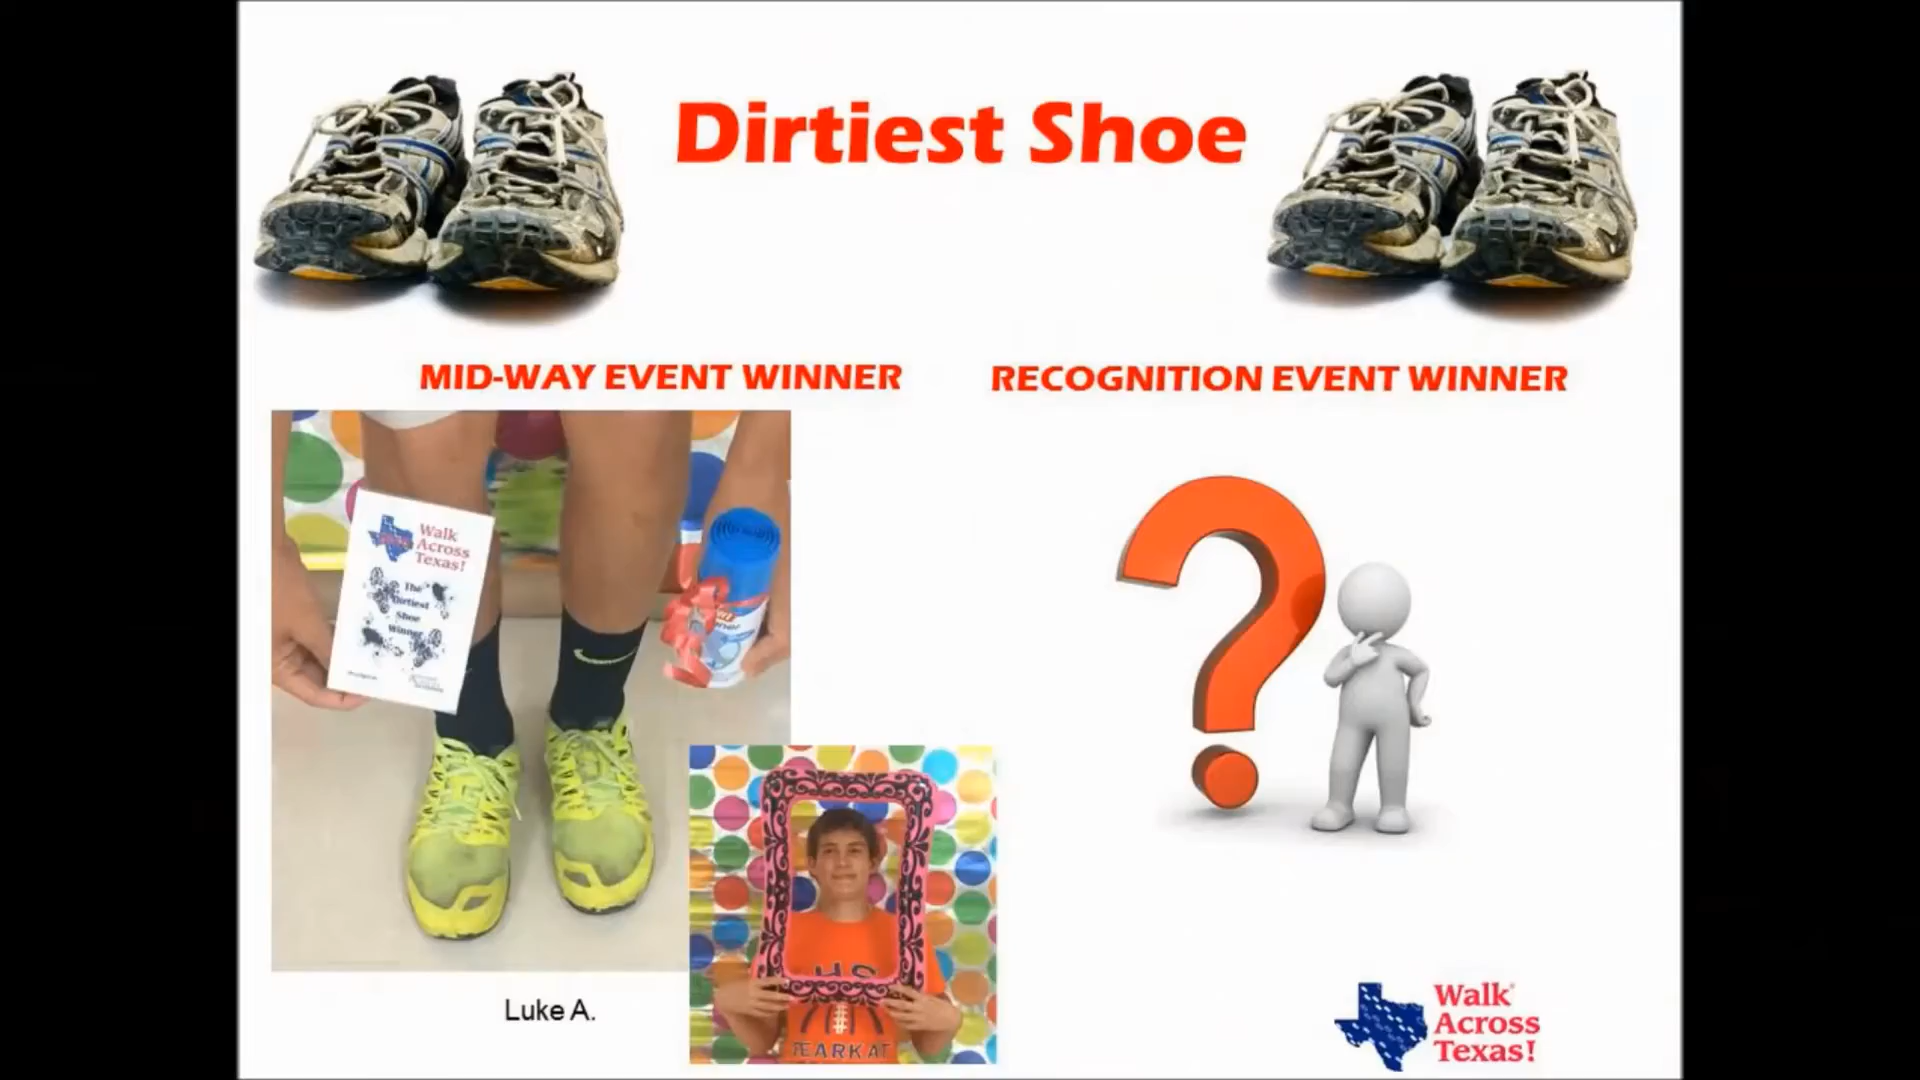 Dirtiest Shoe
MID-WAY EVENT WINNER
RECOGNITION EVENT WINNER
Walk
Across
Texas!
The
Dirtiest
Shoe
Winner
HS
Luke A.
Walk
Across
Texas!